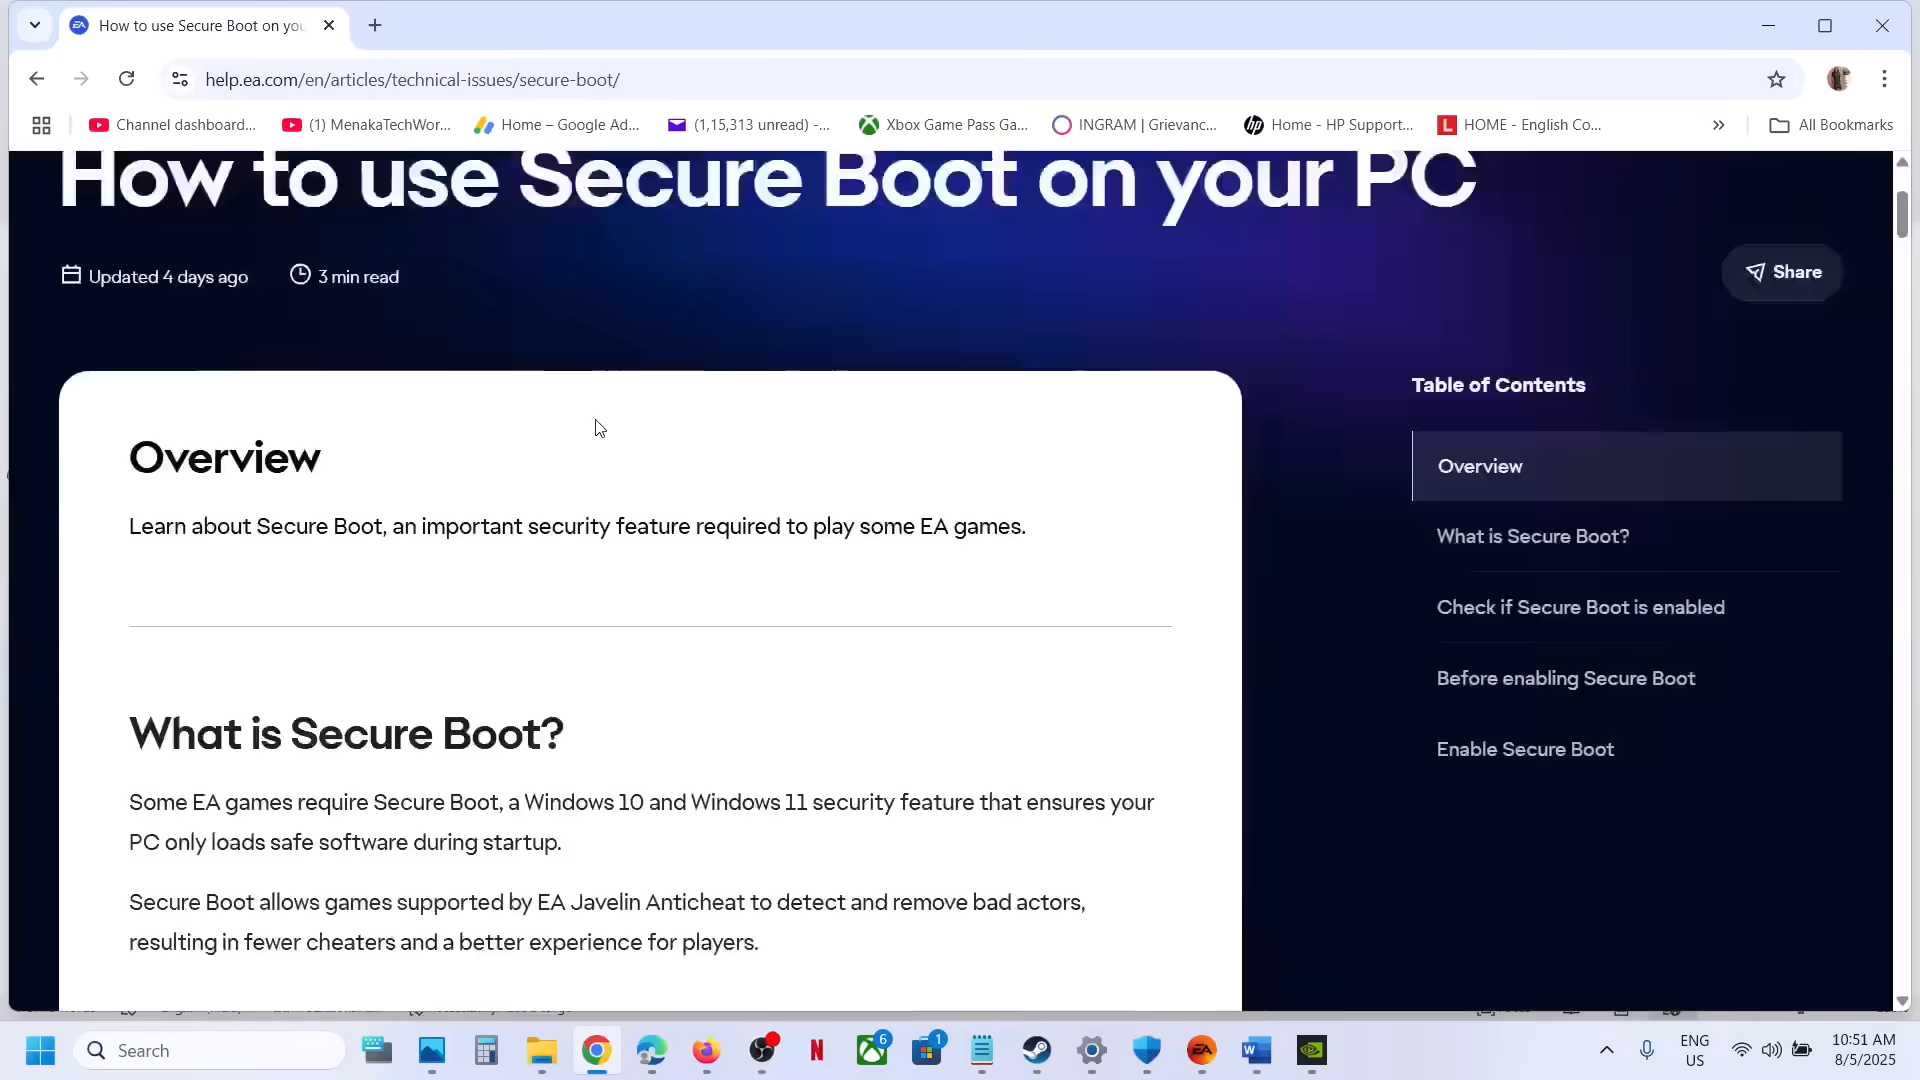 How to use Secure Boot on you
help.ea.com/en/articles/technical-issues/secure-boot/
Channel dashboard...
(1) MenakaTechWor...
Home – Google Ad...
(1,15,313 unread) -...
Xbox Game Pass Ga...
INGRAM | Grievanc...
Home - HP Support...
HOME - English Co...
All Bookmarks
How to use Secure Boot on your PC
Updated 4 days ago
3 min read
Share
Overview
Learn about Secure Boot, an important security feature required to play some EA games.
What is Secure Boot?
Some EA games require Secure Boot, a Windows 10 and Windows 11 security feature that ensures your
PC only loads safe software during startup.
Secure Boot allows games supported by EA Javelin Anticheat to detect and remove bad actors,
resulting in fewer cheaters and a better experience for players.
Table of Contents
Overview
What is Secure Boot?
Check if Secure Boot is enabled
Before enabling Secure Boot
Enable Secure Boot
Search
6
1
ENG
US
10:51 AM
8/5/2025